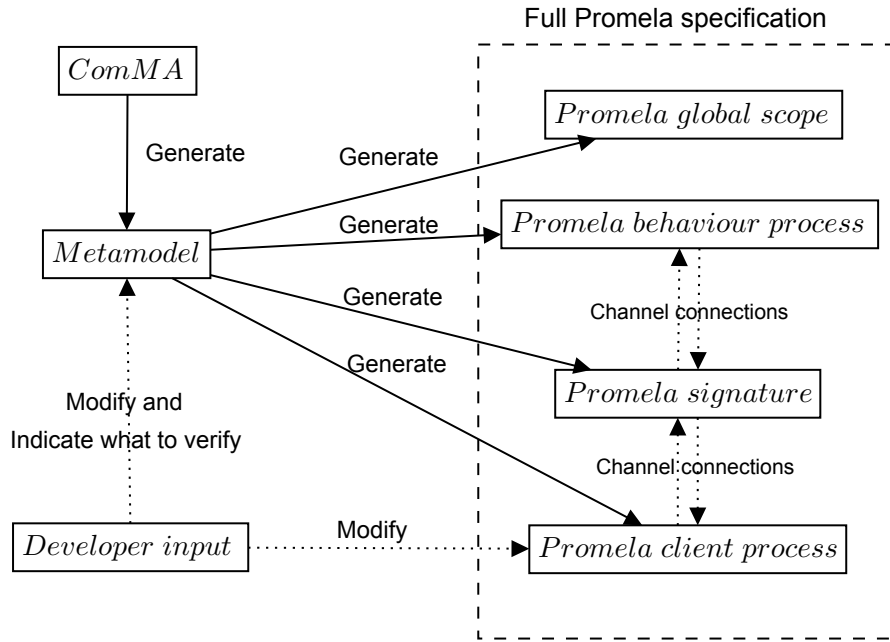 Full Promela specification
ComMA
Promela global scope
Generate
Generate
Promela behaviour process
Generate
Metamodel
Generate
Channel connections
Generate
Promela signature
Modify and
Indicate what to verify
Channel connections
Modify
Developer input
Promela client process